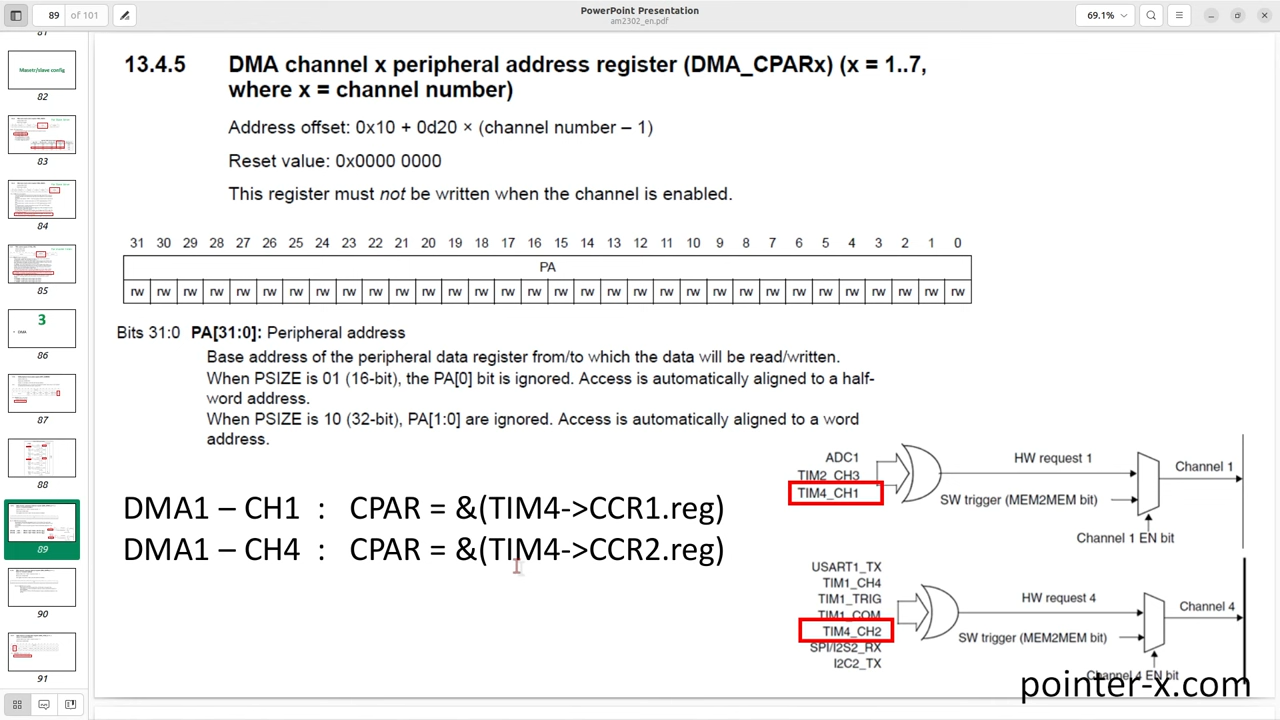 PowerPoint Presentation
am2302_en.pdf
89 of 101
69.1%
Masetr/slave config
82
83
84
85
3
86
87
88
89
90
91
13.4.5 DMA channel x peripheral address register (DMA_CPARx) (x = 1..7,
where x = channel number)
Address offset: 0x10 + 0d20 × (channel number – 1)
Reset value: 0x0000 0000
This register must not be written when the channel is enabled.
31 30 29 28 27 26 25 24 23 22 21 20 19 18 17 16 15 14 13 12 11 10 9 8 7 6 5 4 3 2 1 0
PA
rw rw rw rw rw rw rw rw rw rw rw rw rw rw rw rw rw rw rw rw rw rw rw rw rw rw rw rw rw rw rw rw
Bits 31:0 PA[31:0]: Peripheral address
Base address of the peripheral data register from/to which the data will be read/written.
When PSIZE is 01 (16-bit), the PA[0] bit is ignored. Access is automatically aligned to a half-
word address.
When PSIZE is 10 (32-bit), PA[1:0] are ignored. Access is automatically aligned to a word
address.
DMA1 – CH1 : CPAR = &(TIM4->CCR1.reg)
DMA1 – CH4 : CPAR = &(TIM4->CCR2.reg)
ADC1
TIM2_CH3
TIM4_CH1
HW request 1
SW trigger (MEM2MEM bit)
Channel 1
Channel 1 EN bit
USART1_TX
TIM1_CH4
TIM1_TRIG
TIM1_COM
TIM4_CH2
SPI/I2S2_RX
I2C2_TX
HW request 4
SW trigger (MEM2MEM bit)
Channel 4
Channel 4 EN bit
pointer-x.com